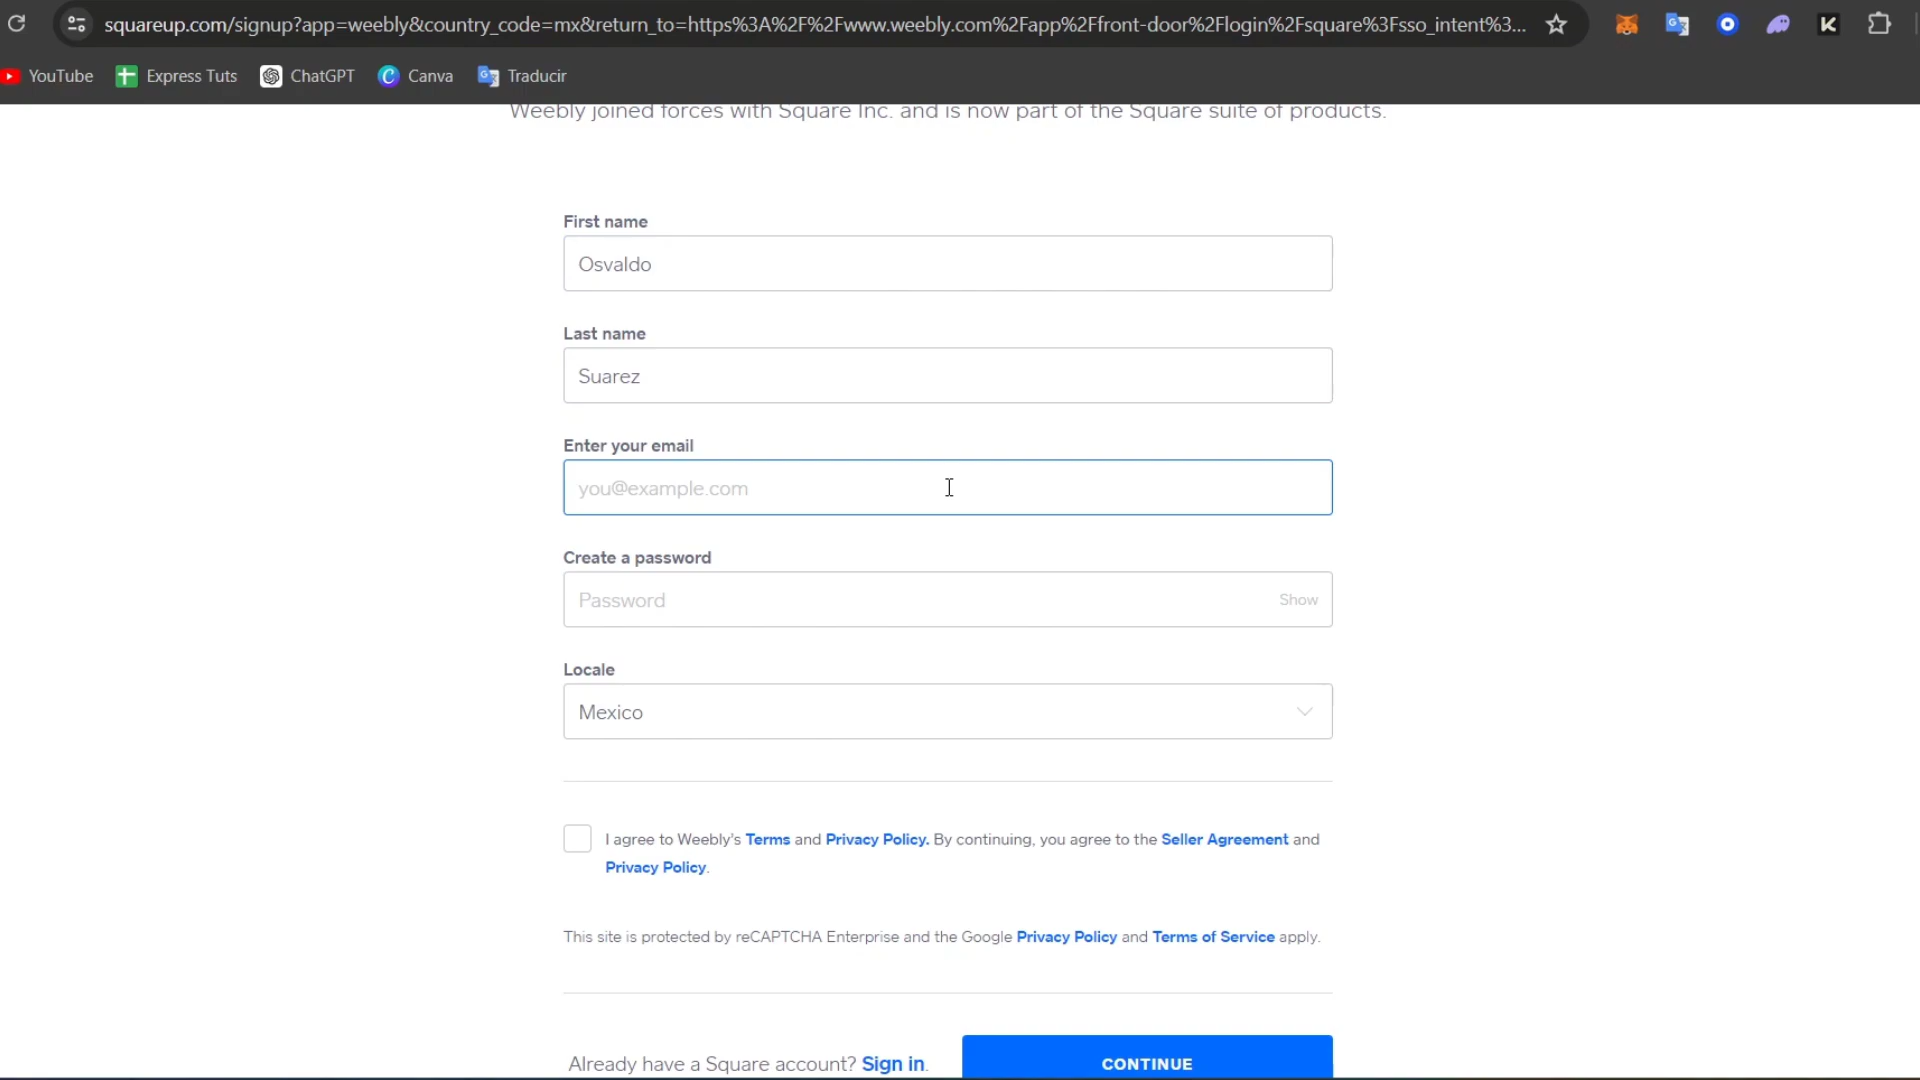 squareup.com/signup?app=weebly&country_code=mx&return_to=https%3A%2F%2Fwww.weebly.com%2Fapp%2Ffront-door%2Flogin%2Fsquare%3Fsso_intent%3...
YouTube Express Tuts ChatGPT Canva Traducir
Weebly joined forces with Square Inc. and is now part of the Square suite of products.
First name
Osvaldo
Last name
Suarez
Enter your email
you@example.com
Create a password
Password Show
Locale
Mexico
I agree to Weebly's Terms and Privacy Policy. By continuing, you agree to the Seller Agreement and
Privacy Policy.
This site is protected by reCAPTCHA Enterprise and the Google Privacy Policy and Terms of Service apply.
Already have a Square account? Sign in.
CONTINUE